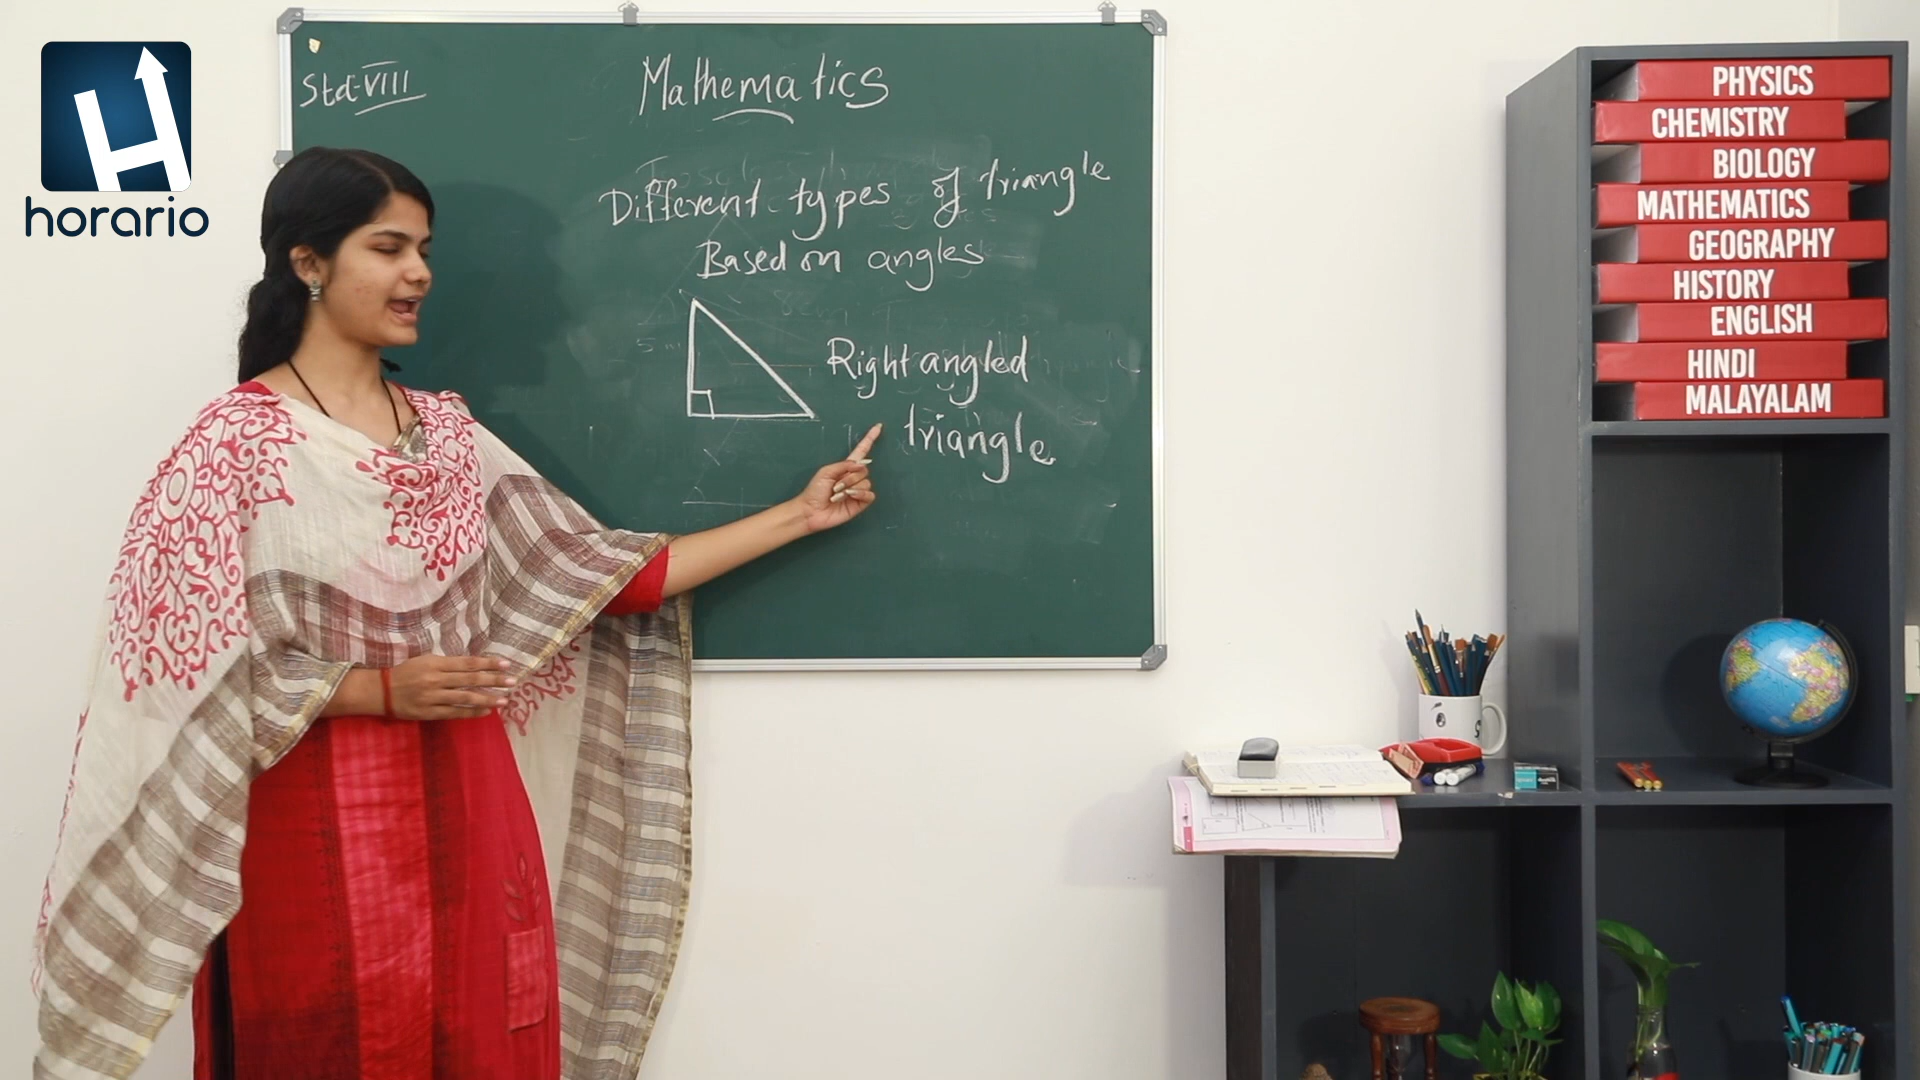 horario
Std-VIII
Mathematics
Different types of triangle
Based on angles
Right angled
triangle
PHYSICS
CHEMISTRY
BIOLOGY
MATHEMATICS
GEOGRAPHY
HISTORY
ENGLISH
HINDI
MALAYALAM